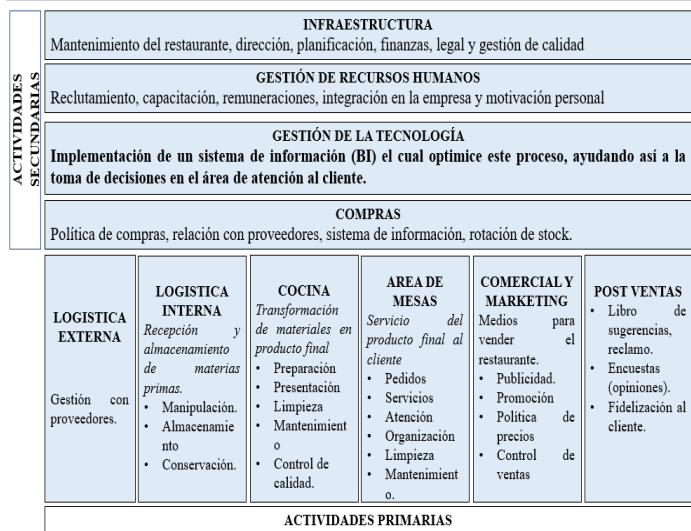 ACTIVIDADES
SECUNDARIAS
INFRAESTRUCTURA
Mantenimiento del restaurante, dirección, planificación, finanzas, legal y gestión de calidad
GESTIÓN DE RECURSOS HUMANOS
Reclutamiento, capacitación, remuneraciones, integración en la empresa y motivación personal
GESTIÓN DE LA TECNOLOGÍA
Implementación de un sistema de información (BI) el cual optimice este proceso, ayudando así a la
toma de decisiones en el área de atención al cliente.
COMPRAS
Política de compras, relación con proveedores, sistema de información, rotación de stock.
LOGISTICA
EXTERNA
Gestión con
proveedores.
LOGISTICA
INTERNA
Recepción y
almacenamiento
de materias
primas.
• Manipulación.
• Almacenamie
nto
• Conservación.
COCINA
Transformación
de materiales en
producto final
• Preparación
• Presentación
• Limpieza
• Mantenimient
o
• Control de
calidad.
AREA DE
MESAS
Servicio del
producto final al
cliente
• Pedidos
• Servicios
• Atención
• Organización
• Limpieza
• Mantenimient
o.
COMERCIAL Y
MARKETING
Medios para
vender el
restaurante.
• Publicidad.
• Promoción
• Política de
precios
• Control de
ventas
POST VENTAS
• Libro de
sugerencias,
reclamo.
• Encuestas
(opiniones).
• Fidelización al
cliente.
ACTIVIDADES PRIMARIAS